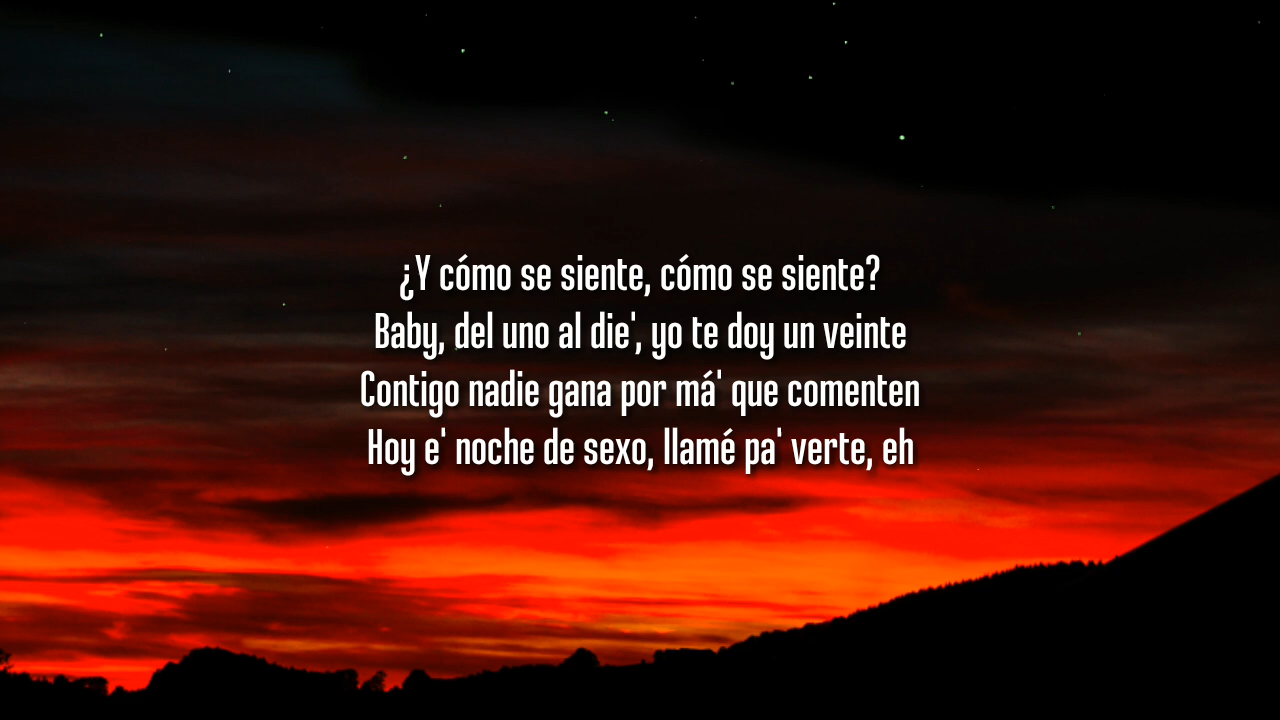 ¿Y cómo se siente, cómo se siente?
Baby, del uno al die', yo te doy un veinte
Contigo nadie gana por má' que comenten
Hoy e' noche de sexo, llamé pa' verte, eh